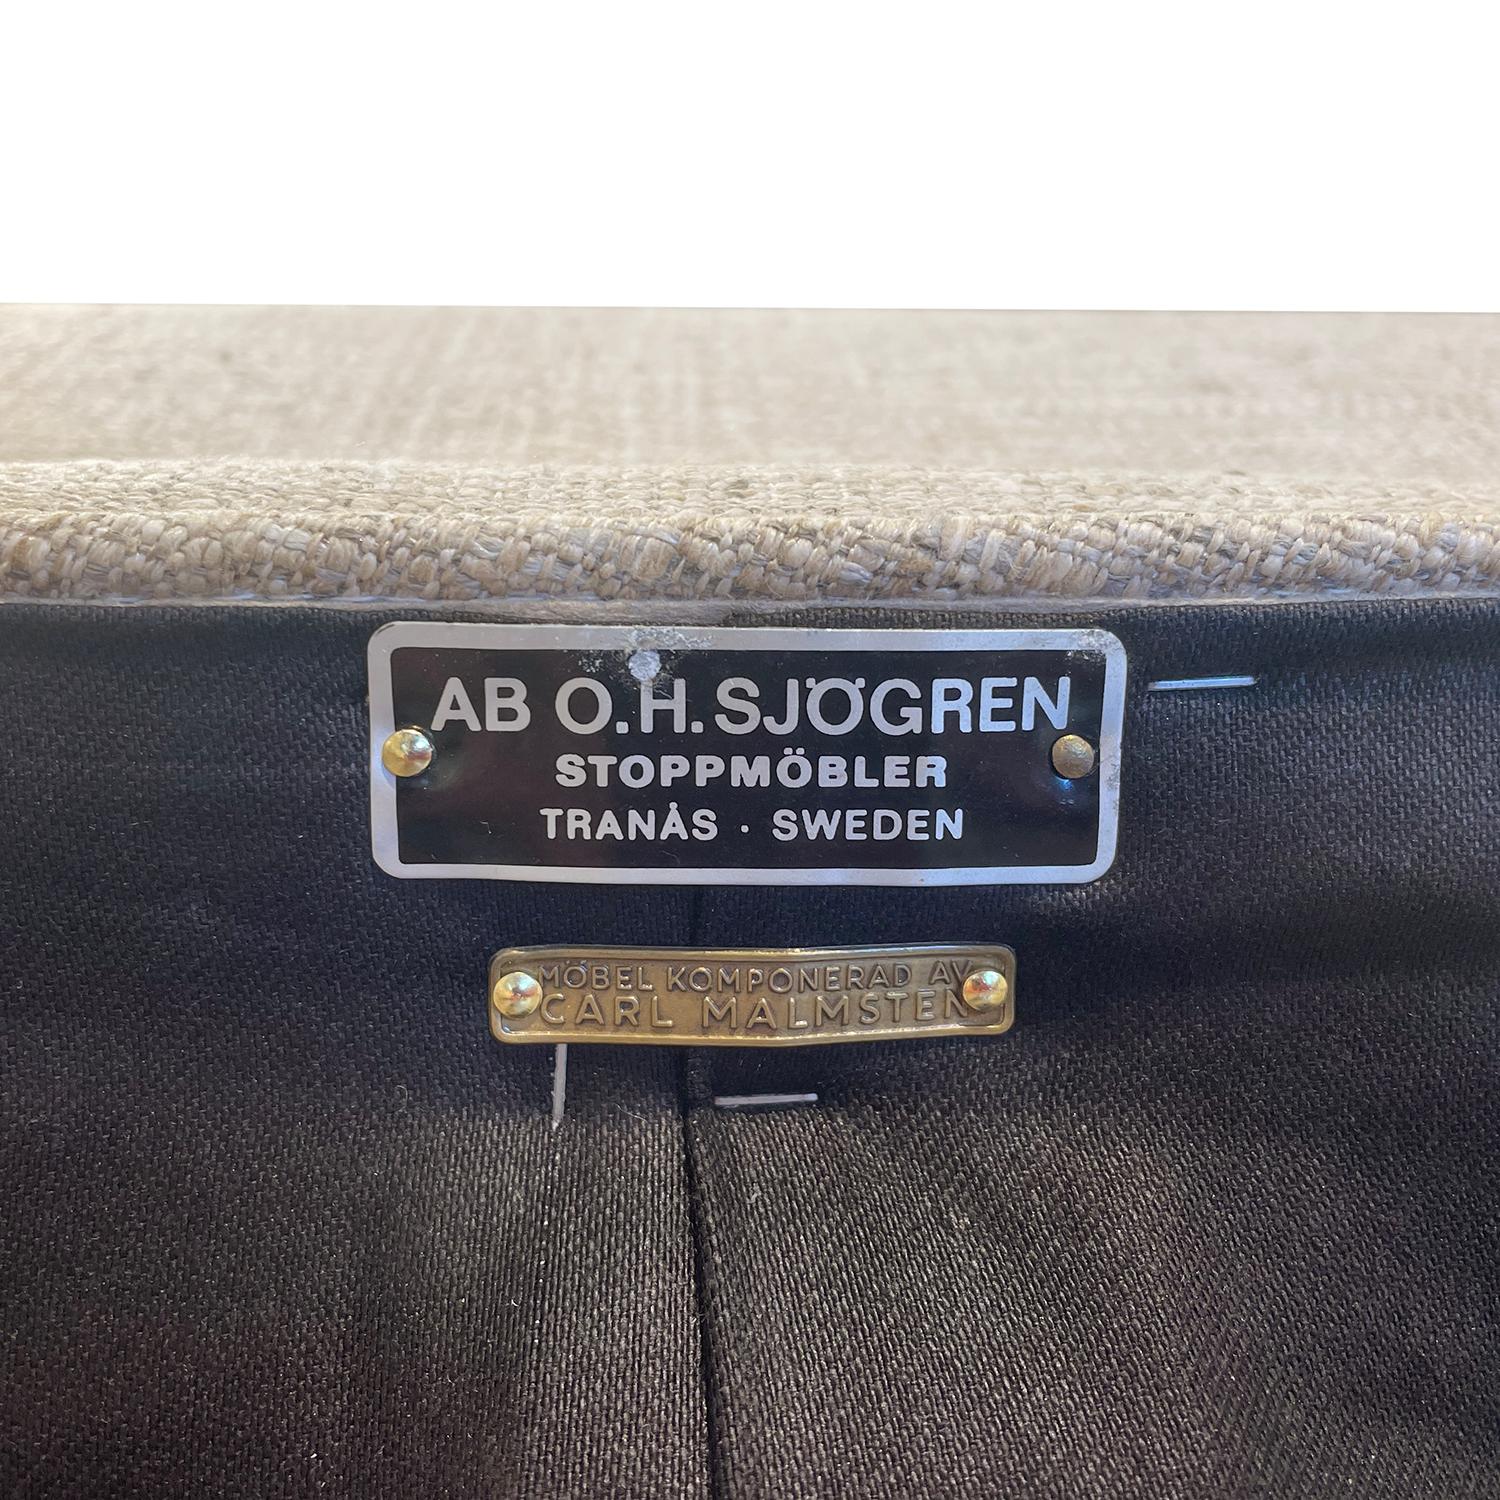 AB O.H. SJÖGREN
STOPPMÖBLER
TRANÅS · SWEDEN
MÖBEL KOMPONERAD AV
CARL MALMSTEN